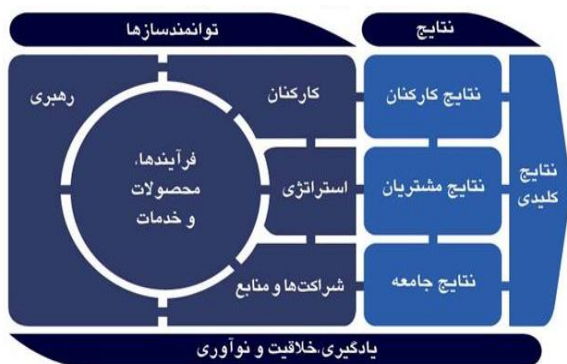 توانمندسازها
نتایج
رهبری
کارکنان
نتایج کارکنان
فرآیندها،
محصولات
و خدمات
استراتژی
نتایج مشتریان
نتایج
کلیدی
شراکت‌ها و منابع
نتایج جامعه
یادگیری،خلاقیت و نوآوری